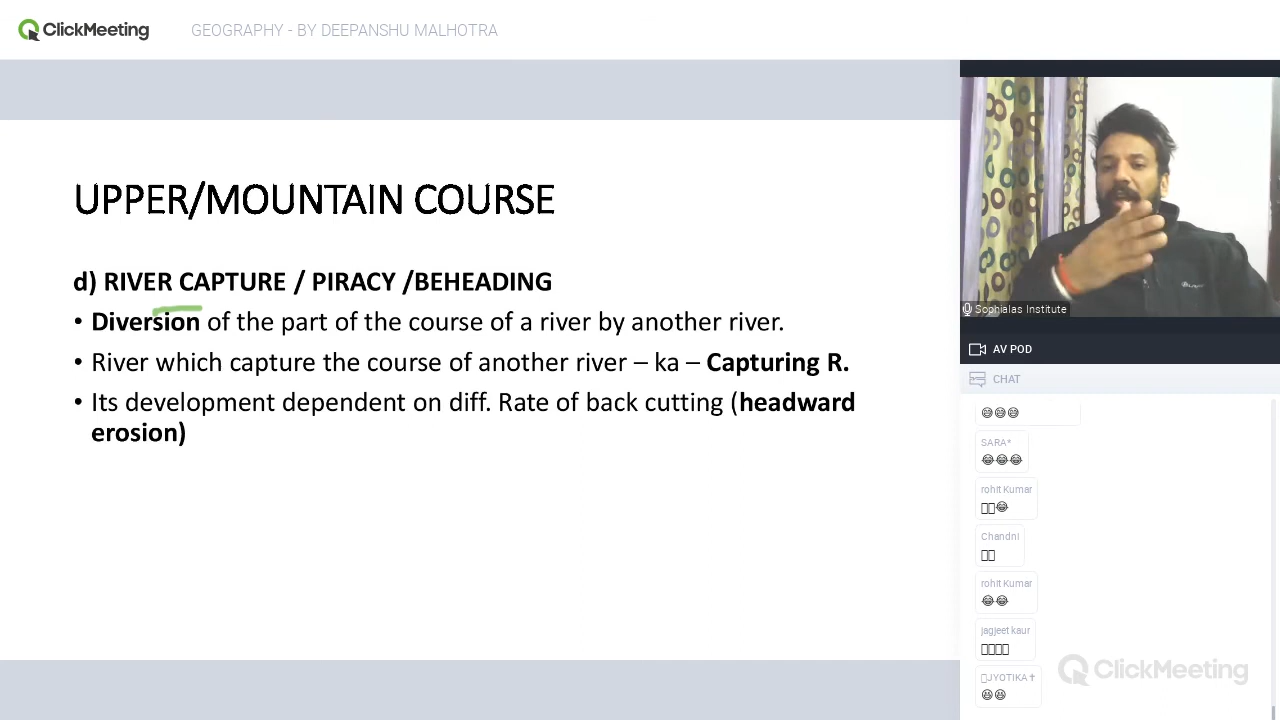 ClickMeeting
GEOGRAPHY - BY DEEPANSHU MALHOTRA
UPPER/MOUNTAIN COURSE
d) RIVER CAPTURE / PIRACY /BEHEADING
• Diversion of the part of the course of a river by another river.
• River which capture the course of another river – ka – Capturing R.
• Its development dependent on diff. Rate of back cutting (headward
erosion)
Sophialas Institute
AV POD
CHAT
😅😅😅
SARA*
😂😂😂
rohit Kumar
😂
Chandni
rohit Kumar
😂😂
jagjeet kaur
JYOTIKA✝
😆😆
ClickMeeting